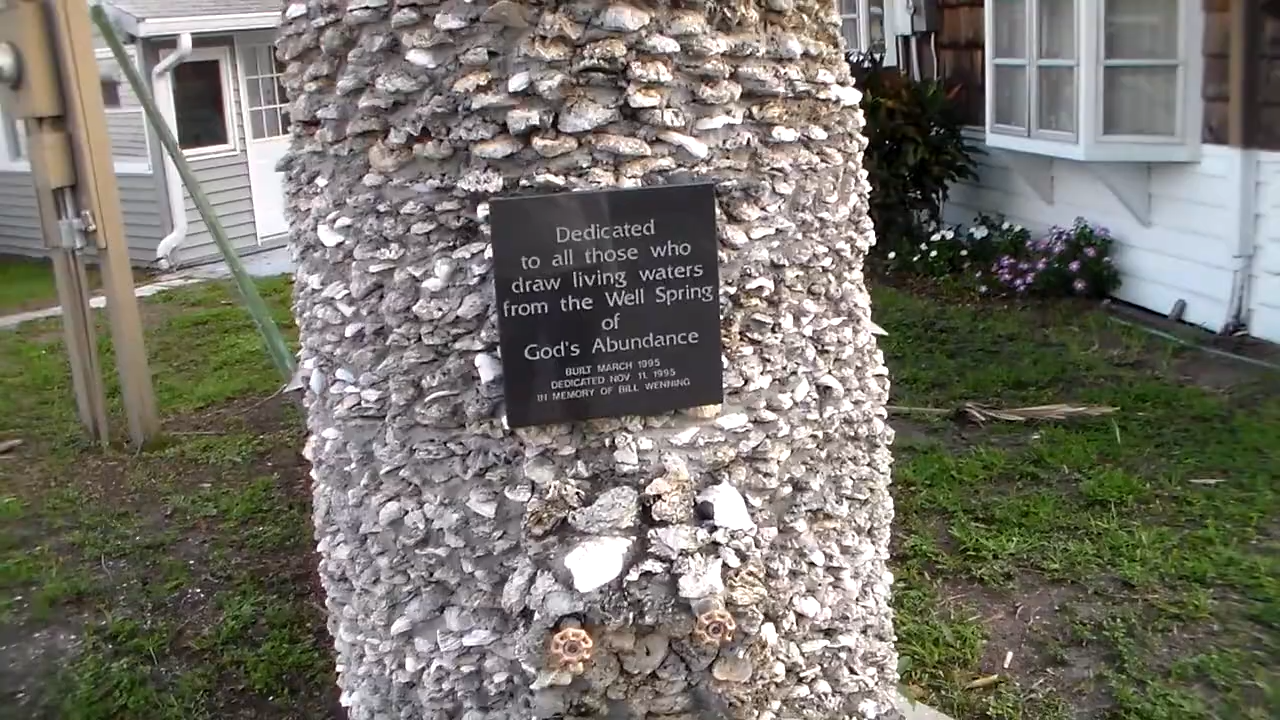 Dedicated
to all those who
draw living waters
from the Well Spring
of
God's Abundance
BUILT MARCH 1995
DEDICATED NOV 11, 1995
IN MEMORY OF BILL WENNING